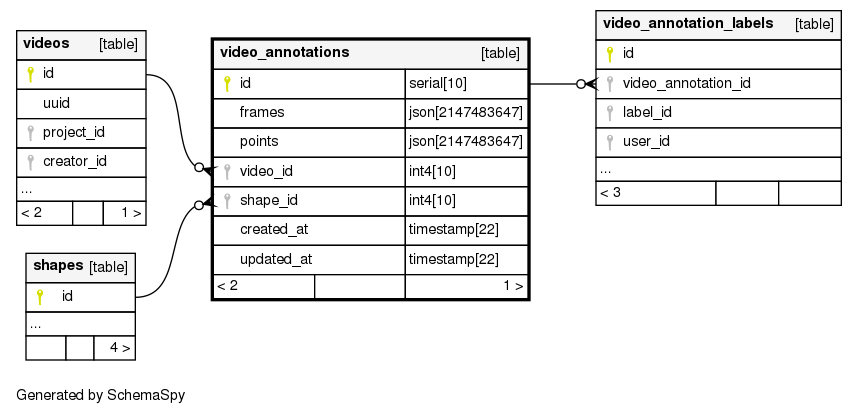 videos [table]
id
uuid
project_id
creator_id
...
< 2 1 >
shapes [table]
id
...
4 >
video_annotations [table]
id serial[10]
frames json[2147483647]
points json[2147483647]
video_id int4[10]
shape_id int4[10]
created_at timestamp[22]
updated_at timestamp[22]
< 2 1 >
video_annotation_labels [table]
id
video_annotation_id
label_id
user_id
...
< 3
Generated by SchemaSpy